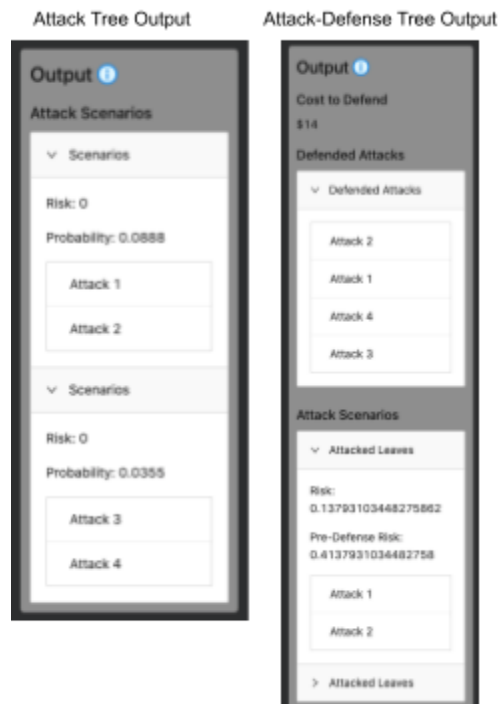 Attack Tree Output
Output
Attack Scenarios
Scenarios
Risk: 0
Probability: 0.0888
Attack 1
Attack 2
Scenarios
Risk: 0
Probability: 0.0355
Attack 3
Attack 4
Attack-Defense Tree Output
Output
Cost to Defend
$14
Defended Attacks
Defended Attacks
Attack 2
Attack 1
Attack 4
Attack 3
Attack Scenarios
Attacked Leaves
Risk:
0.13793103448275862
Pre-Defense Risk:
0.4137931034482758
Attack 1
Attack 2
Attacked Leaves